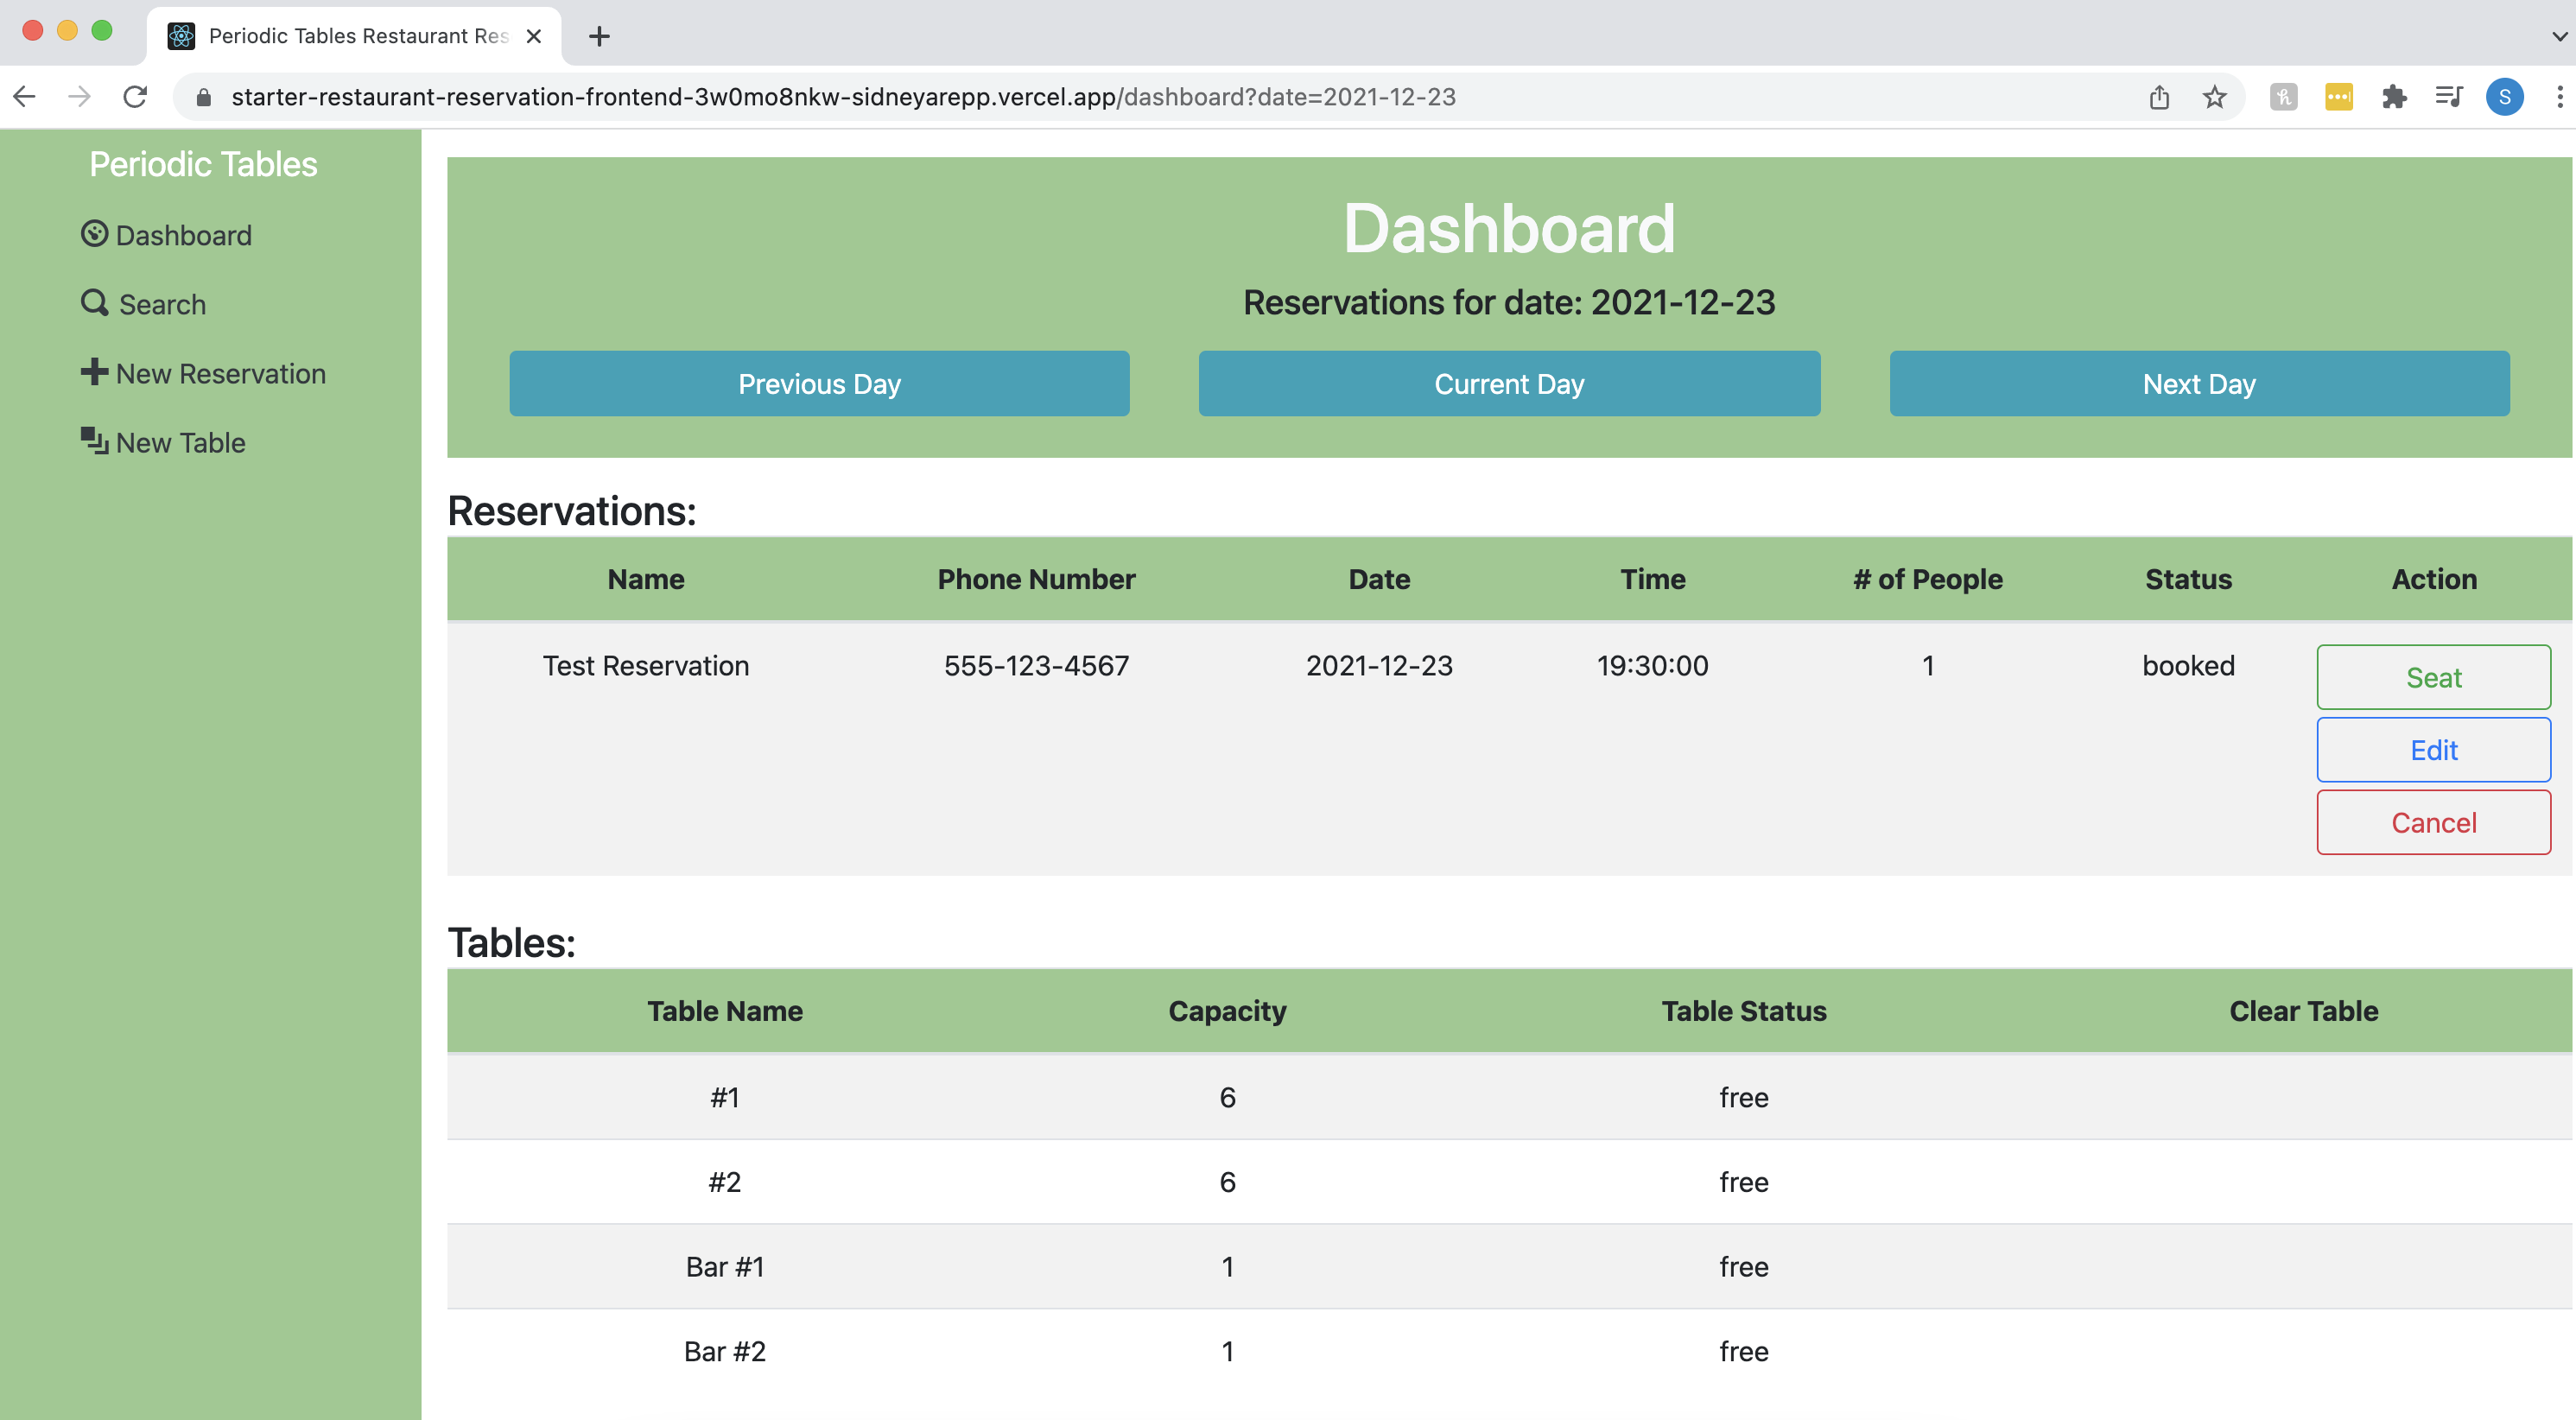 Periodic Tables Restaurant Res
starter-restaurant-reservation-frontend-3w0mo8nkw-sidneyarepp.vercel.app/dashboard?date=2021-12-23
S
Periodic Tables
Dashboard
Search
New Reservation
New Table
Dashboard
Reservations for date: 2021-12-23
Previous Day Current Day Next Day
Reservations:
Name Phone Number Date Time # of People Status Action
Test Reservation 555-123-4567 2021-12-23 19:30:00 1 booked Seat
Edit
Cancel
Tables:
Table Name Capacity Table Status Clear Table
#1 6 free
#2 6 free
Bar #1 1 free
Bar #2 1 free